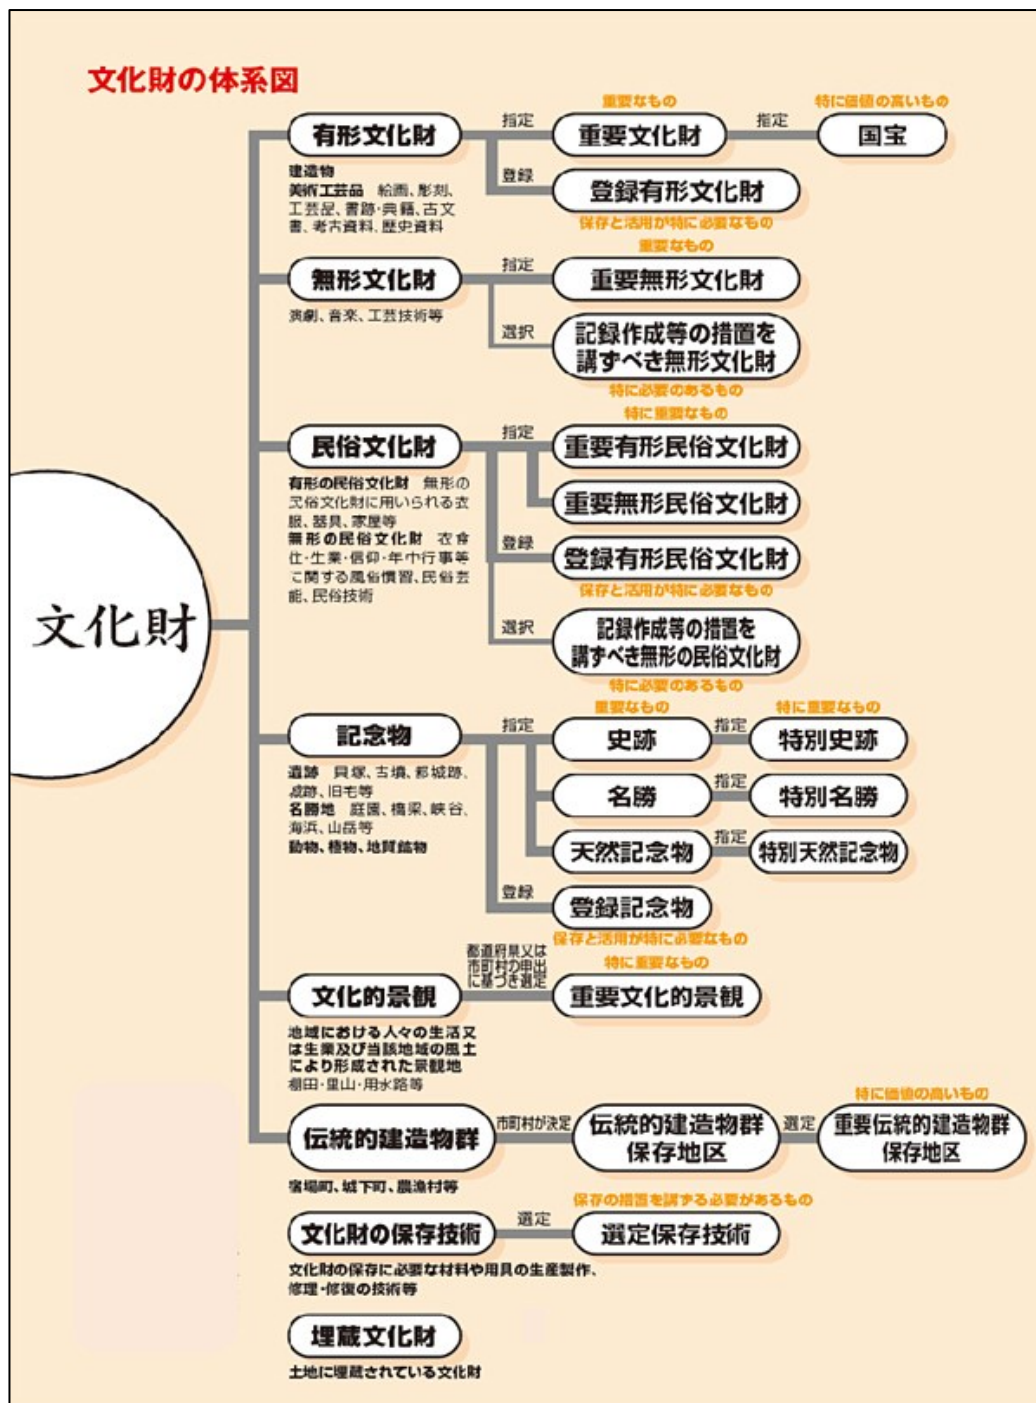 文化財の体系図
文化財
有形文化財
建造物
美術工芸品 絵画、彫刻、
工芸品、書跡・典籍、古文
書、考古資料、歴史資料
指定
重要なもの
重要文化財
指定
特に価値の高いもの
国宝
登録
登録有形文化財
保存と活用が特に必要なもの
無形文化財
演劇、音楽、工芸技術等
指定
重要なもの
重要無形文化財
選択
記録作成等の措置を
講ずべき無形文化財
特に必要のあるもの
民俗文化財
有形の民俗文化財 無形の
民俗文化財に用いられる衣
服、器具、家屋等
無形の民俗文化財 衣食
住・生業・信仰・年中行事等
に関する風俗慣習、民俗芸
能、民俗技術
指定
特に重要なもの
重要有形民俗文化財
重要無形民俗文化財
登録
登録有形民俗文化財
保存と活用が特に必要なもの
選択
記録作成等の措置を
講ずべき無形の民俗文化財
特に必要のあるもの
記念物
遺跡 貝塚、古墳、都城跡、
城跡、旧宅等
名勝地 庭園、橋梁、峡谷、
海浜、山岳等
動物、植物、地質鉱物
指定
重要なもの
史跡
指定
特に重要なもの
特別史跡
名勝
指定
特別名勝
天然記念物
指定
特別天然記念物
登録
登録記念物
保存と活用が特に必要なもの
文化的景観
地域における人々の生活又
は生業及び当該地域の風土
により形成された景観地
棚田・里山・用水路等
都道府県又は
市町村の申出
に基づき選定
特に重要なもの
重要文化的景観
伝統的建造物群
宿場町、城下町、農漁村等
市町村が決定
伝統的建造物群
保存地区
選定
特に価値の高いもの
重要伝統的建造物群
保存地区
文化財の保存技術
文化財の保存に必要な材料や用具の生産製作、
修理・修復の技術等
選定
保存の措置を講ずる必要があるもの
選定保存技術
埋蔵文化財
土地に埋蔵されている文化財